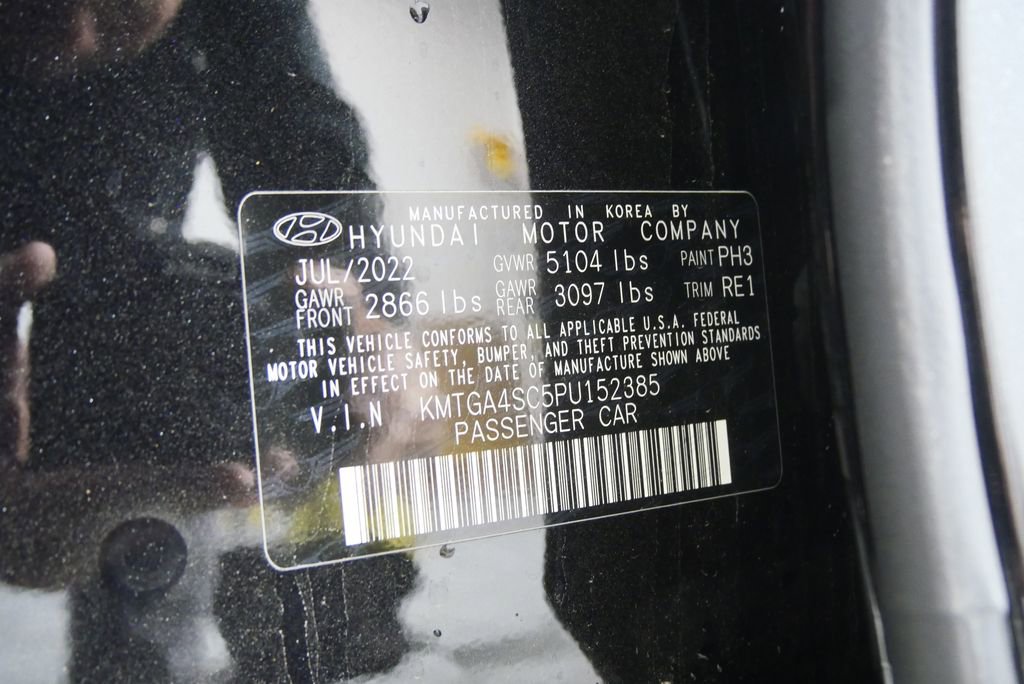 MANUFACTURED IN KOREA BY
HYUNDAI MOTOR COMPANY
JUL/2022 GVWR 5104 lbs PAINT PH3
GAWR FRONT 2866 lbs GAWR REAR 3097 lbs TRIM RE1
THIS VEHICLE CONFORMS TO ALL APPLICABLE U.S.A. FEDERAL
MOTOR VEHICLE SAFETY, BUMPER, AND THEFT PREVENTION STANDARDS
IN EFFECT ON THE DATE OF MANUFACTURE SHOWN ABOVE
V.I.N KMTGA4SC5PU152385
PASSENGER CAR